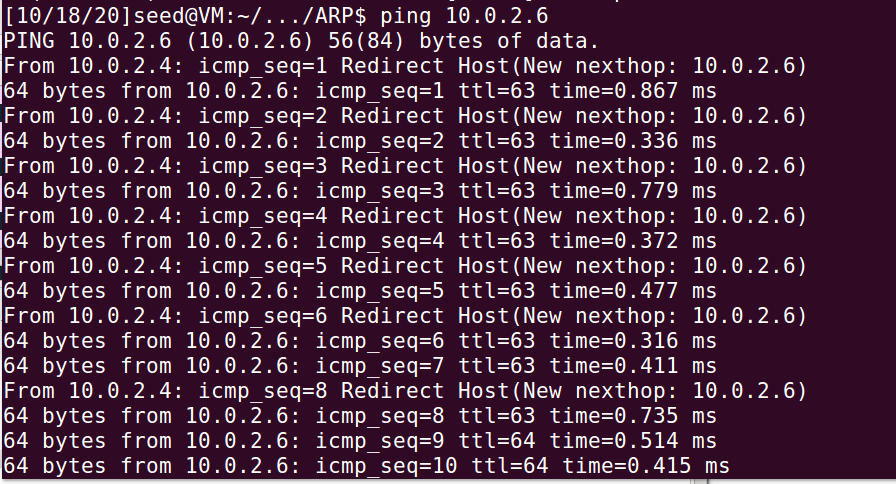 [10/18/20]seed@VM:~/.../ARP$ ping 10.0.2.6
PING 10.0.2.6 (10.0.2.6) 56(84) bytes of data.
From 10.0.2.4: icmp_seq=1 Redirect Host(New nexthop: 10.0.2.6)
64 bytes from 10.0.2.6: icmp_seq=1 ttl=63 time=0.867 ms
From 10.0.2.4: icmp_seq=2 Redirect Host(New nexthop: 10.0.2.6)
64 bytes from 10.0.2.6: icmp_seq=2 ttl=63 time=0.336 ms
From 10.0.2.4: icmp_seq=3 Redirect Host(New nexthop: 10.0.2.6)
64 bytes from 10.0.2.6: icmp_seq=3 ttl=63 time=0.779 ms
From 10.0.2.4: icmp_seq=4 Redirect Host(New nexthop: 10.0.2.6)
64 bytes from 10.0.2.6: icmp_seq=4 ttl=63 time=0.372 ms
From 10.0.2.4: icmp_seq=5 Redirect Host(New nexthop: 10.0.2.6)
64 bytes from 10.0.2.6: icmp_seq=5 ttl=63 time=0.477 ms
From 10.0.2.4: icmp_seq=6 Redirect Host(New nexthop: 10.0.2.6)
64 bytes from 10.0.2.6: icmp_seq=6 ttl=63 time=0.316 ms
64 bytes from 10.0.2.6: icmp_seq=7 ttl=63 time=0.411 ms
From 10.0.2.4: icmp_seq=8 Redirect Host(New nexthop: 10.0.2.6)
64 bytes from 10.0.2.6: icmp_seq=8 ttl=63 time=0.735 ms
64 bytes from 10.0.2.6: icmp_seq=9 ttl=64 time=0.514 ms
64 bytes from 10.0.2.6: icmp_seq=10 ttl=64 time=0.415 ms